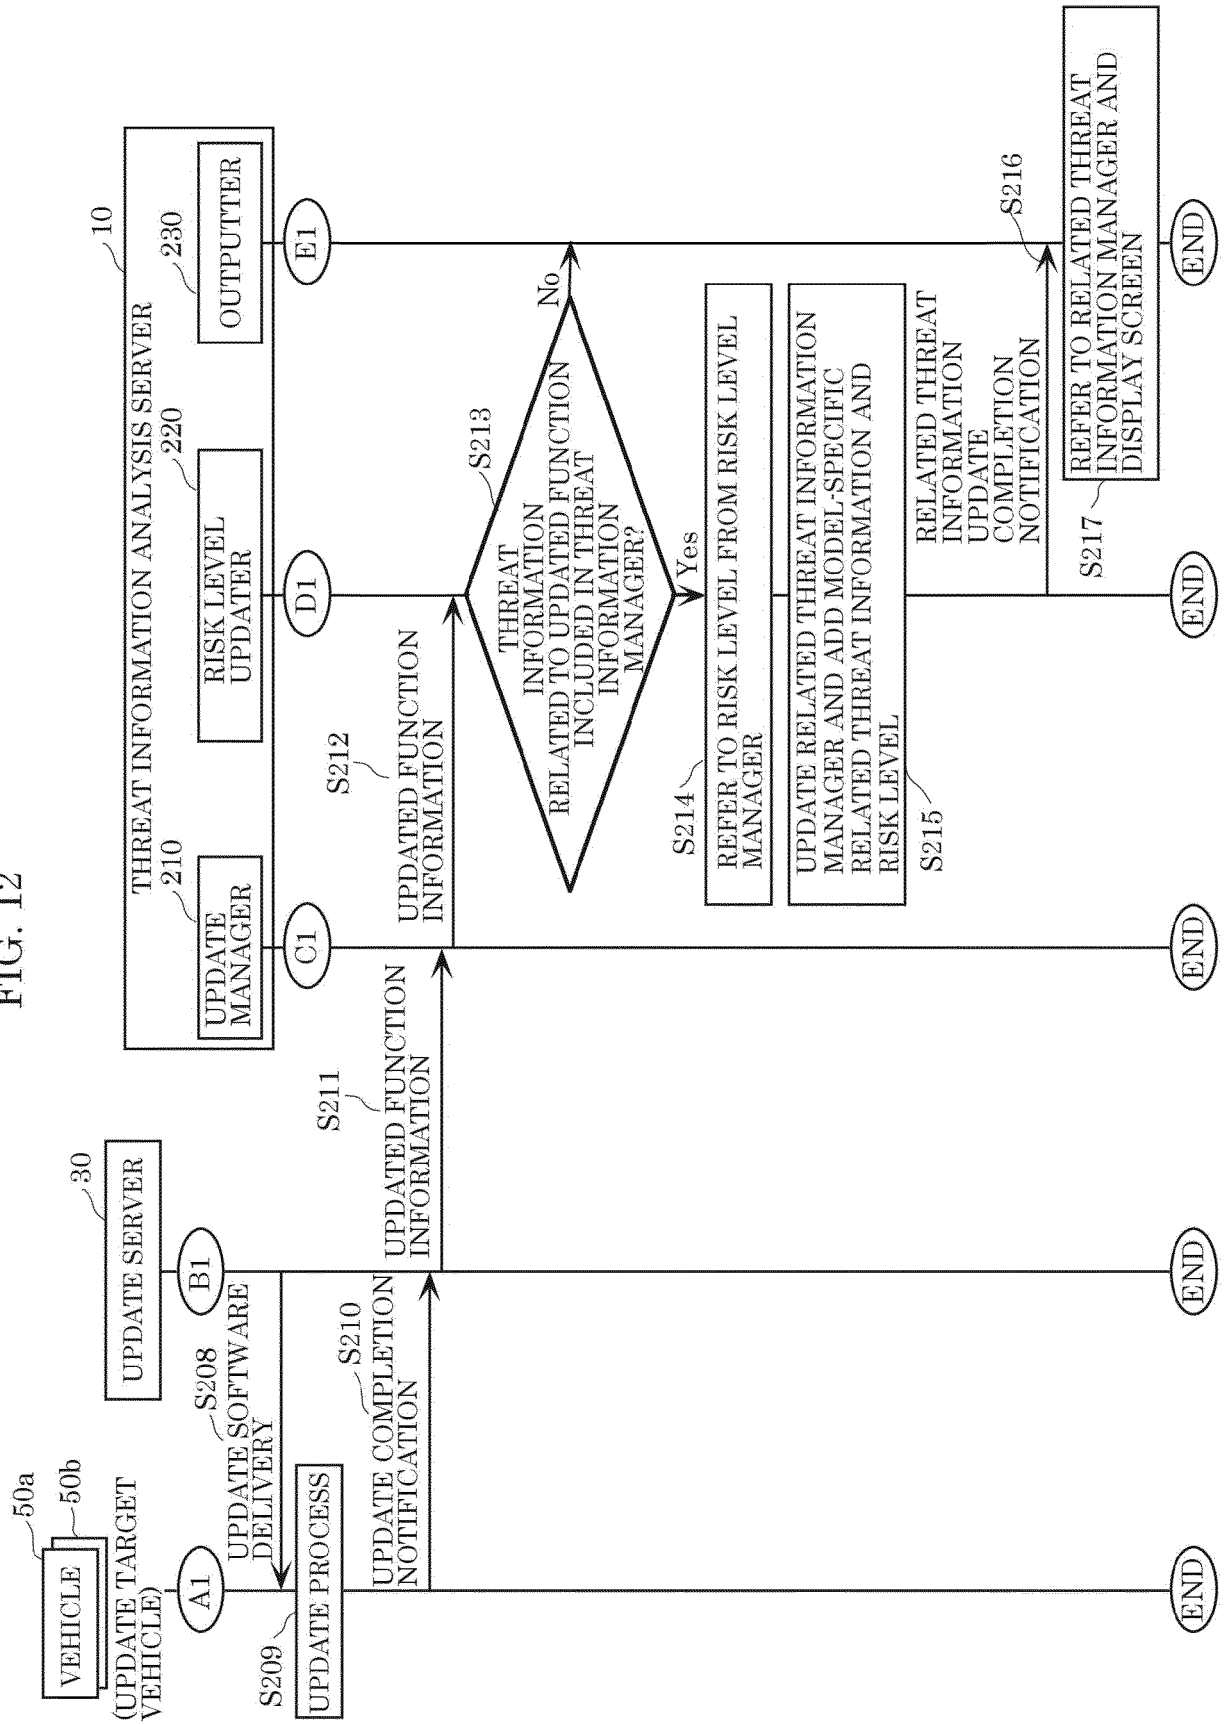 FIG. 12
50a
50b
VEHICLE
(UPDATE TARGET
VEHICLE)
30
UPDATE SERVER
10
THREAT INFORMATION ANALYSIS SERVER
210
UPDATE
MANAGER
220
RISK LEVEL
UPDATER
230
OUTPUTTER
A1
B1
C1
D1
E1
S208
UPDATE SOFTWARE
DELIVERY
S209
UPDATE PROCESS
S210
UPDATE COMPLETION
NOTIFICATION
S211
UPDATED FUNCTION
INFORMATION
S212
UPDATED FUNCTION
INFORMATION
S213
THREAT
INFORMATION
RELATED TO UPDATED FUNCTION
INCLUDED IN THREAT
INFORMATION
MANAGER?
No
Yes
S214
REFER TO RISK LEVEL FROM RISK LEVEL
MANAGER
UPDATE RELATED THREAT INFORMATION
MANAGER AND ADD MODEL-SPECIFIC
RELATED THREAT INFORMATION AND
RISK LEVEL
S215
RELATED THREAT
INFORMATION
UPDATE
COMPLETION
NOTIFICATION
S216
S217
REFER TO RELATED THREAT
INFORMATION MANAGER AND
DISPLAY SCREEN
END
END
END
END
END